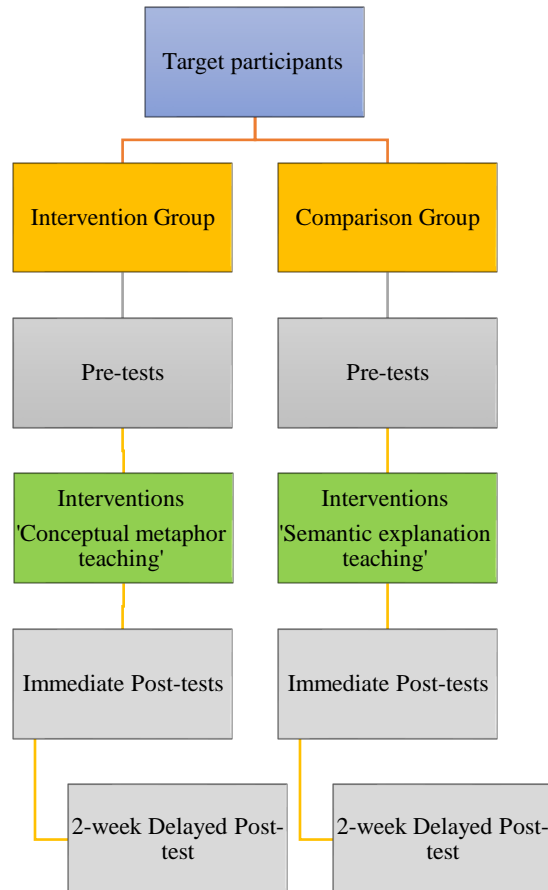 Target participants
Intervention Group
Comparison Group
Pre-tests
Pre-tests
Interventions
'Conceptual metaphor
teaching'
Interventions
'Semantic explanation
teaching'
Immediate Post-tests
Immediate Post-tests
2-week Delayed Post-
test
2-week Delayed Post-
test